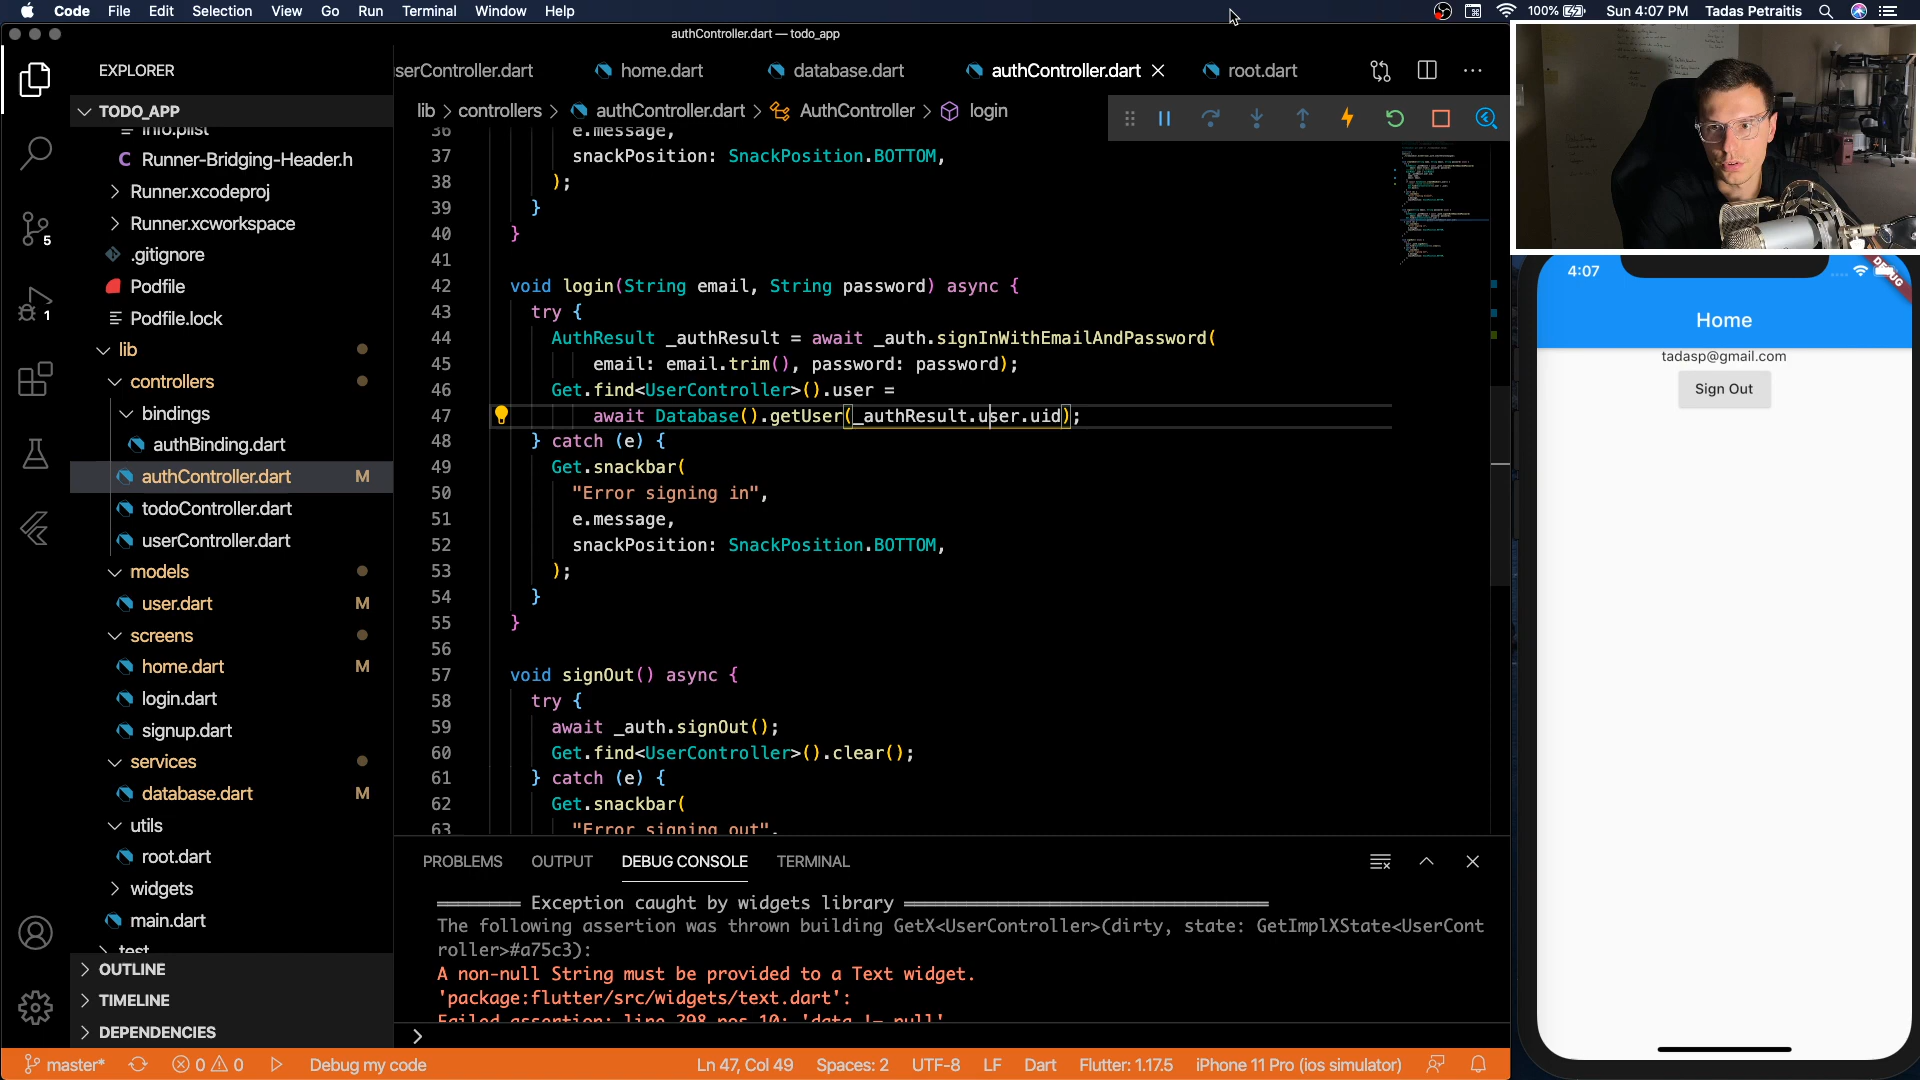 Code File Edit Selection View Go Run Terminal Window Help
100% Sun 4:07 PM Tadas Petraitis
authController.dart — todo_app
EXPLORER
TODO_APP
Info.plist
C Runner-Bridging-Header.h
Runner.xcodeproj
Runner.xcworkspace
.gitignore
Podfile
Podfile.lock
lib
controllers
bindings
authBinding.dart
authController.dart M
todoController.dart
userController.dart
models
user.dart M
screens
home.dart M
login.dart
signup.dart
services
database.dart M
utils
root.dart
widgets
main.dart
test
OUTLINE
TIMELINE
DEPENDENCIES
5
1
serController.dart home.dart database.dart authController.dart root.dart
lib > controllers > authController.dart > AuthController > login
36 e.message,
37 snackPosition: SnackPosition.BOTTOM,
38 );
39 }
40 }
41
42 void login(String email, String password) async {
43 try {
44 AuthResult _authResult = await _auth.signInWithEmailAndPassword(
45 email: email.trim(), password: password);
46 Get.find<UserController>().user =
47 await Database().getUser(_authResult.user.uid);
48 } catch (e) {
49 Get.snackbar(
50 "Error signing in",
51 e.message,
52 snackPosition: SnackPosition.BOTTOM,
53 );
54 }
55 }
56
57 void signOut() async {
58 try {
59 await _auth.signOut();
60 Get.find<UserController>().clear();
61 } catch (e) {
62 Get.snackbar(
63 "Error signing out",
PROBLEMS OUTPUT DEBUG CONSOLE TERMINAL
Exception caught by widgets library
The following assertion was thrown building GetX<UserController>(dirty, state: GetImplXState<UserCont
roller>#a75c3):
A non-null String must be provided to a Text widget.
'package:flutter/src/widgets/text.dart':
Failed assertion: line 298 pos 10: 'data != null'
master* 0 0 Debug my code Ln 47, Col 49 Spaces: 2 UTF-8 LF Dart Flutter: 1.17.5 iPhone 11 Pro (ios simulator)
4:07
DEBUG
Home
tadasp@gmail.com
Sign Out